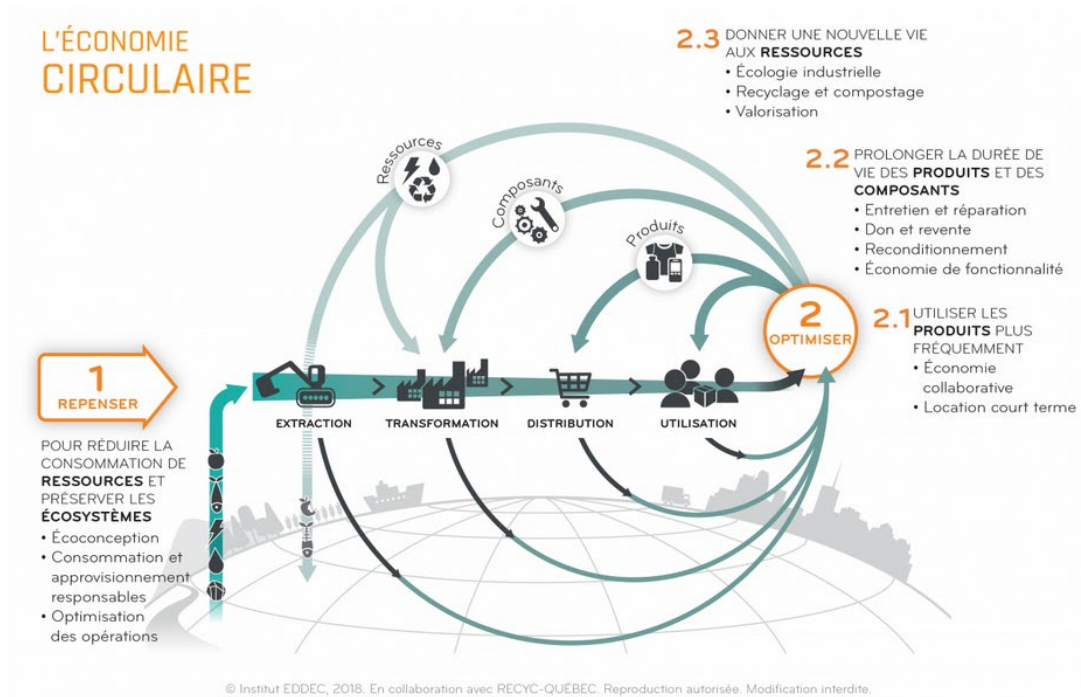 L'ÉCONOMIE
CIRCULAIRE
2.3 DONNER UNE NOUVELLE VIE
AUX RESSOURCES
• Écologie industrielle
• Recyclage et compostage
• Valorisation
2.2 PROLONGER LA DURÉE DE
VIE DES PRODUITS ET DES
COMPOSANTS
• Entretien et réparation
• Don et revente
• Reconditionnement
• Économie de fonctionnalité
Ressources
Composants
Produits
2
OPTIMISER
2.1 UTILISER LES
PRODUITS PLUS
FRÉQUEMMENT
• Économie
collaborative
• Location court terme
1
REPENSER
EXTRACTION
TRANSFORMATION
DISTRIBUTION
UTILISATION
POUR RÉDUIRE LA
CONSOMMATION DE
RESSOURCES ET
PRÉSERVER LES
ÉCOSYSTÈMES
• Écoconception
• Consommation et
approvisionnement
responsables
• Optimisation
des opérations
© Institut EDDEC, 2018. En collaboration avec RECYC-QUÉBEC. Reproduction autorisée. Modification interdite.